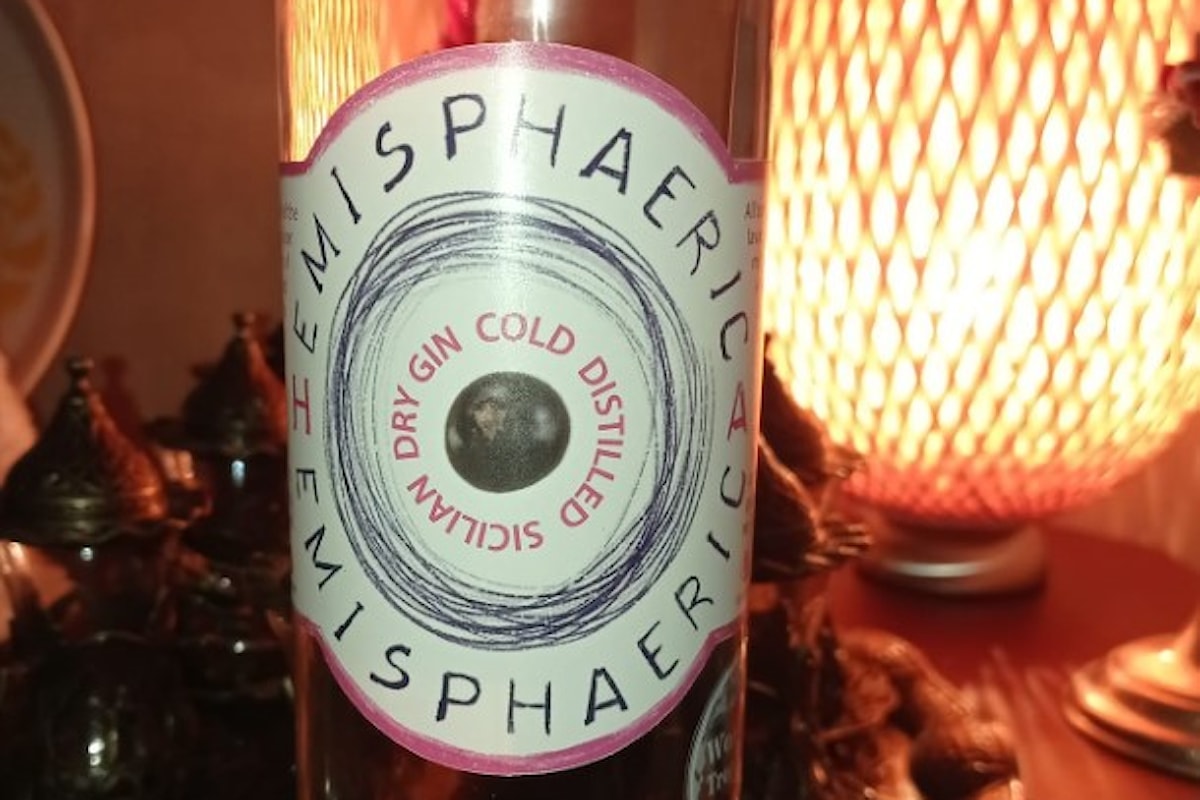 HEMISPHAERICA
HEMISPHAERICA
SICILIAN DRY GIN COLD DISTILLED